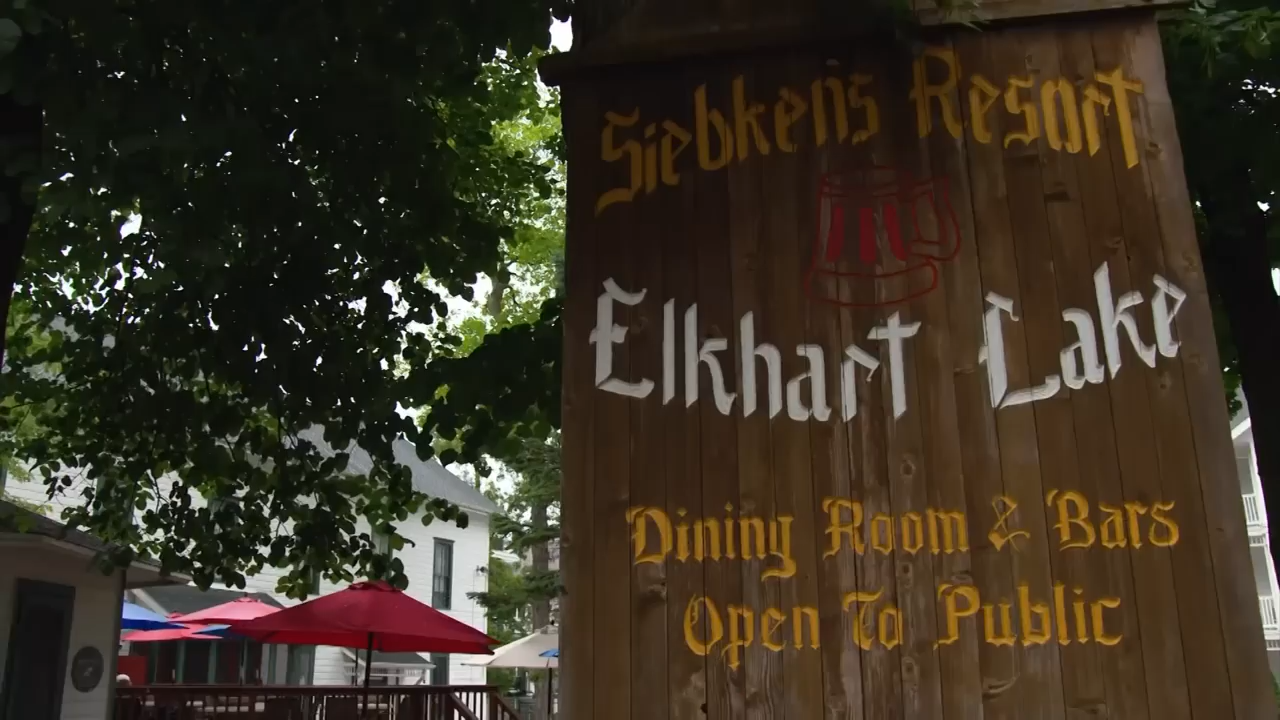 Siebkens Resort
Elkhart Lake
Dining Room & Bars
Open To Public